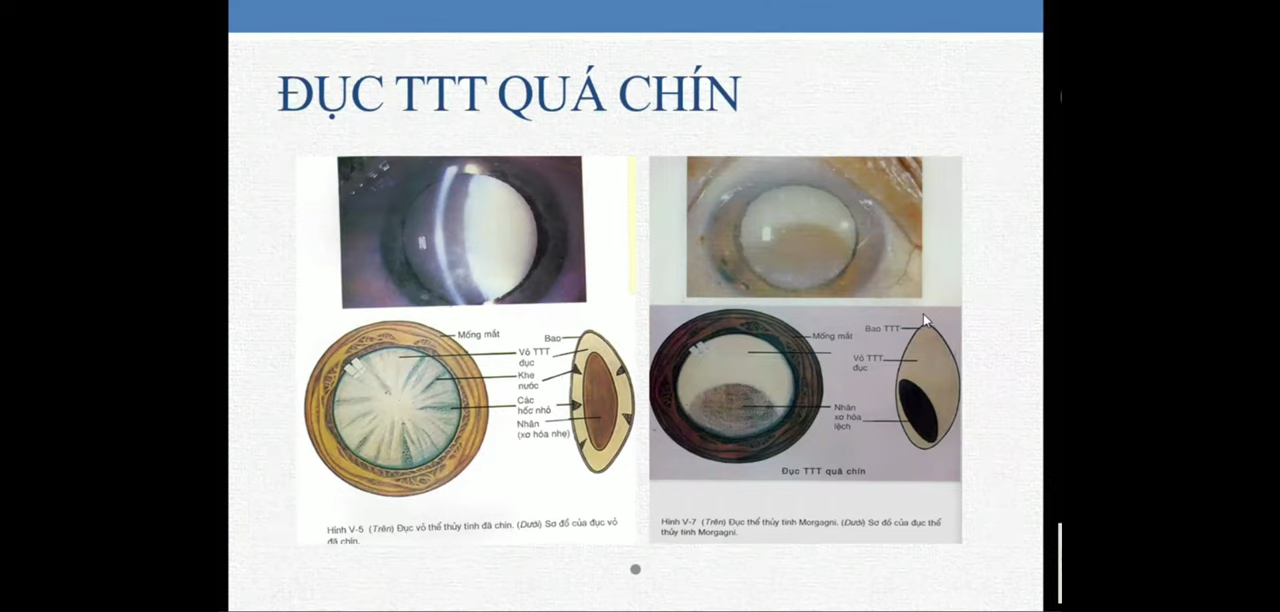 ĐỤC TTT QUÁ CHÍN
Mống mắt
Bao
Vỏ TTT
đục
Khe
nước
Các
hốc nhỏ
Nhân
(xơ hóa nhẹ)
Hình V-5 (Trên) Đục vỏ thể thủy tinh đã chín. (Dưới) Sơ đồ của đục vỏ
đã chín.
Mống mắt
Bao TTT
Vỏ TTT
đục
Nhân
xơ hóa
lệch
Đục TTT quá chín
Hình V-7 (Trên) Đục thể thủy tinh Morgagni. (Dưới) Sơ đồ của đục thể
thủy tinh Morgagni.